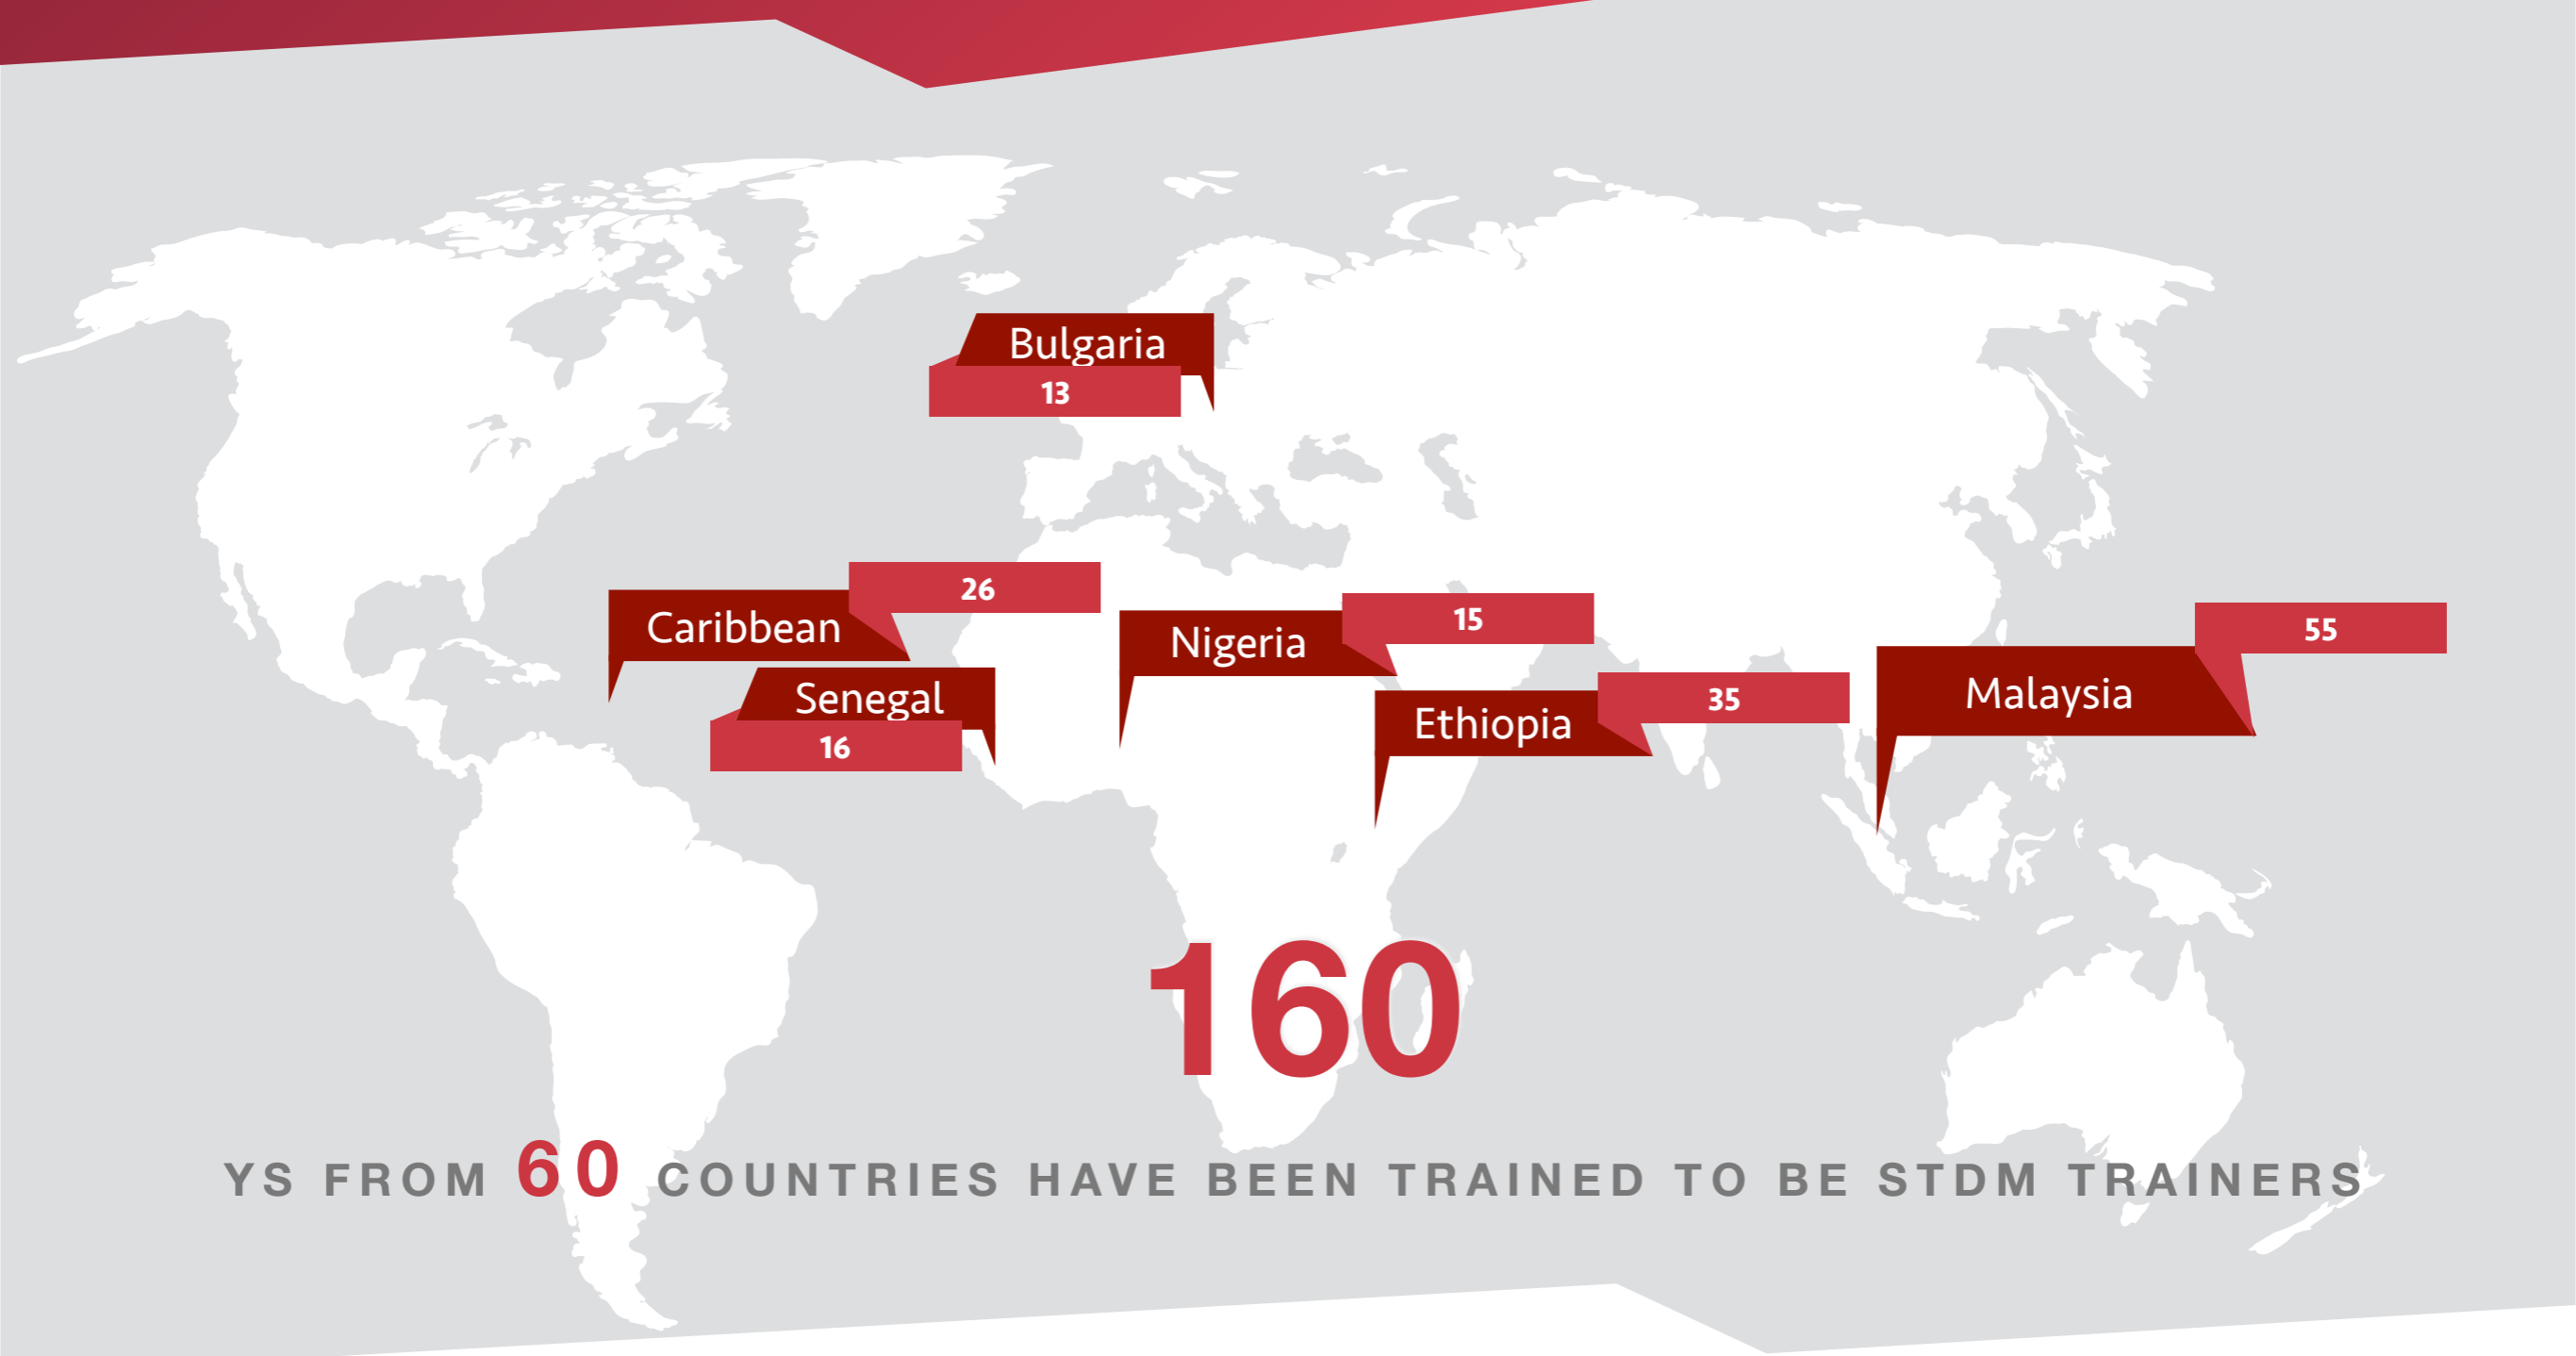 Bulgaria
13
26
Caribbean
15
Nigeria
55
Malaysia
Senegal
16
35
Ethiopia
160
YS FROM 60 COUNTRIES HAVE BEEN TRAINED TO BE STDM TRAINERS